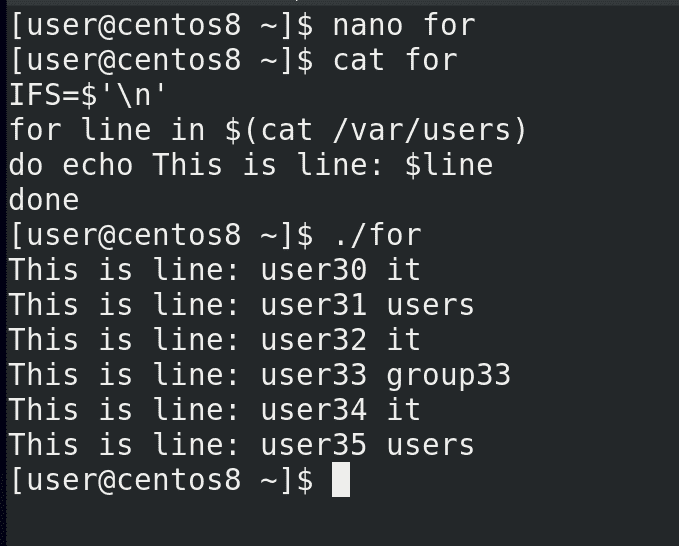 [user@centos8 ~]$ nano for
[user@centos8 ~]$ cat for
IFS=$'\n'
for line in $(cat /var/users)
do echo This is line: $line
done
[user@centos8 ~]$ ./for
This is line: user30 it
This is line: user31 users
This is line: user32 it
This is line: user33 group33
This is line: user34 it
This is line: user35 users
[user@centos8 ~]$